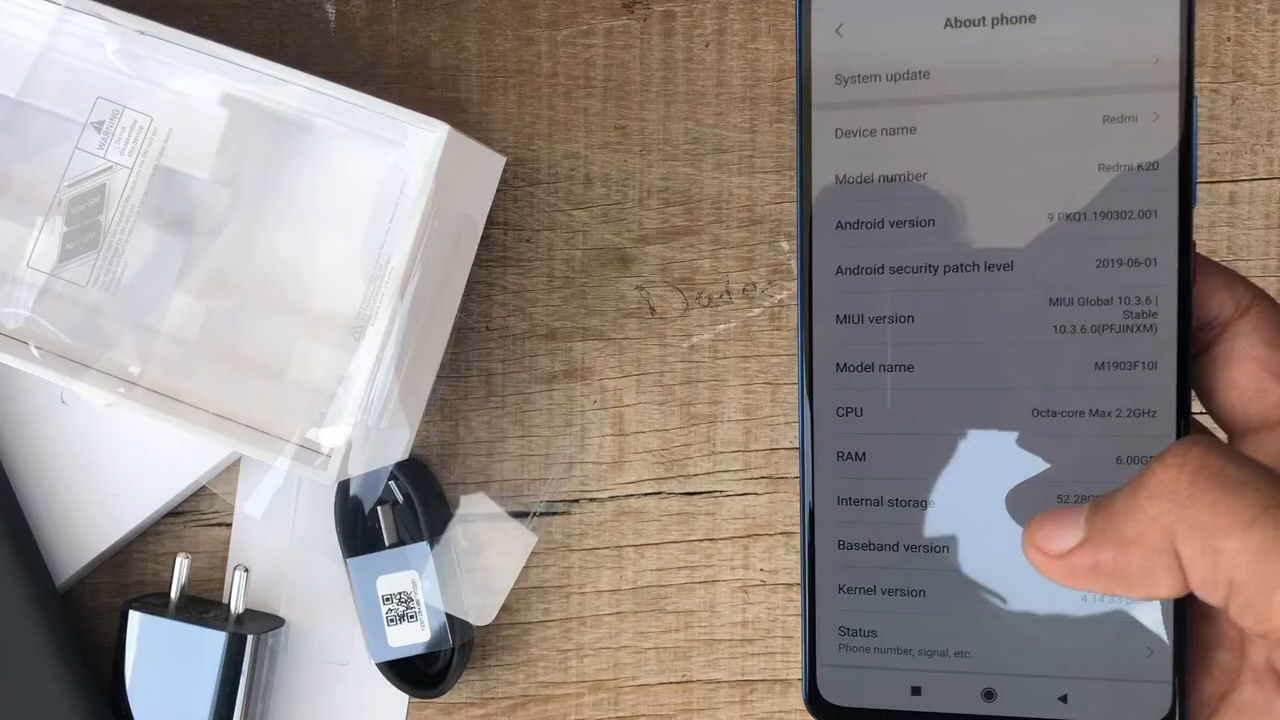 WARNING
About phone
System update
Device name Redmi
Model number Redmi K20
Android version 9 PKQ1.190302.001
Android security patch level 2019-06-01
MIUI version MIUI Global 10.3.6 |
Stable
10.3.6.0(PFJINXM)
Model name M1903F10I
CPU Octa-core Max 2.2GHz
RAM
Internal storage
Baseband version
Kernel version
Status
Phone number, signal, etc.